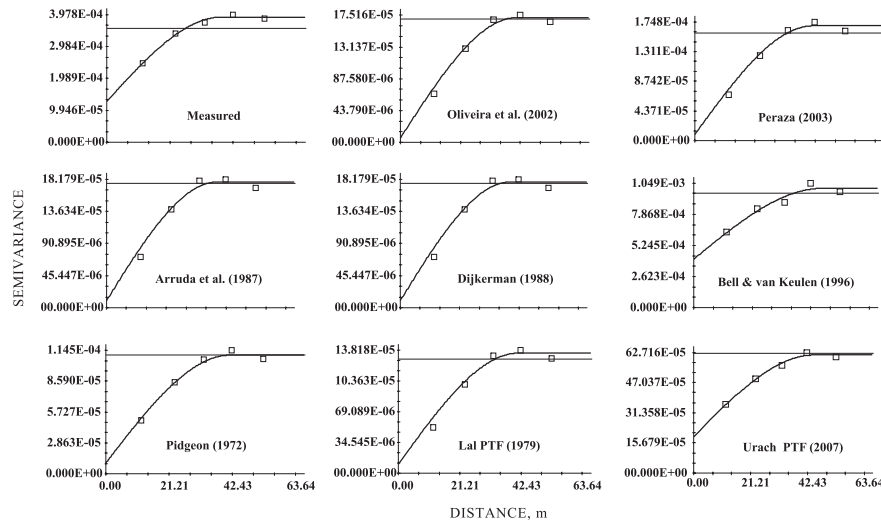 3.978E-04
2.984E-04
1.989E-04
9.946E-05
0.000E+00
Measured
17.516E-05
13.137E-05
87.580E-06
43.790E-06
00.000E+00
Oliveira et al. (2002)
1.748E-04
1.311E-04
8.742E-05
4.371E-05
0.000E+00
Peraza (2003)
SEMIVARIANCE
18.179E-05
13.634E-05
90.895E-06
45.447E-06
00.000E+00
Arruda et al. (1987)
18.179E-05
13.634E-05
90.895E-06
45.447E-06
00.000E+00
Dijkerman (1988)
1.049E-03
7.868E-04
5.245E-04
2.623E-04
0.000E+00
Bell & van Keulen (1996)
1.145E-04
8.590E-05
5.727E-05
2.863E-05
0.000E+00
Pidgeon (1972)
0.00 21.21 42.43 63.64
13.818E-05
10.363E-05
69.089E-06
34.545E-06
00.000E+00
Lal PTF (1979)
0.00 21.21 42.43 63.64
62.716E-05
47.037E-05
31.358E-05
15.679E-05
00.000E+00
Urach PTF (2007)
0.00 21.21 42.43 63.64
DISTANCE, m